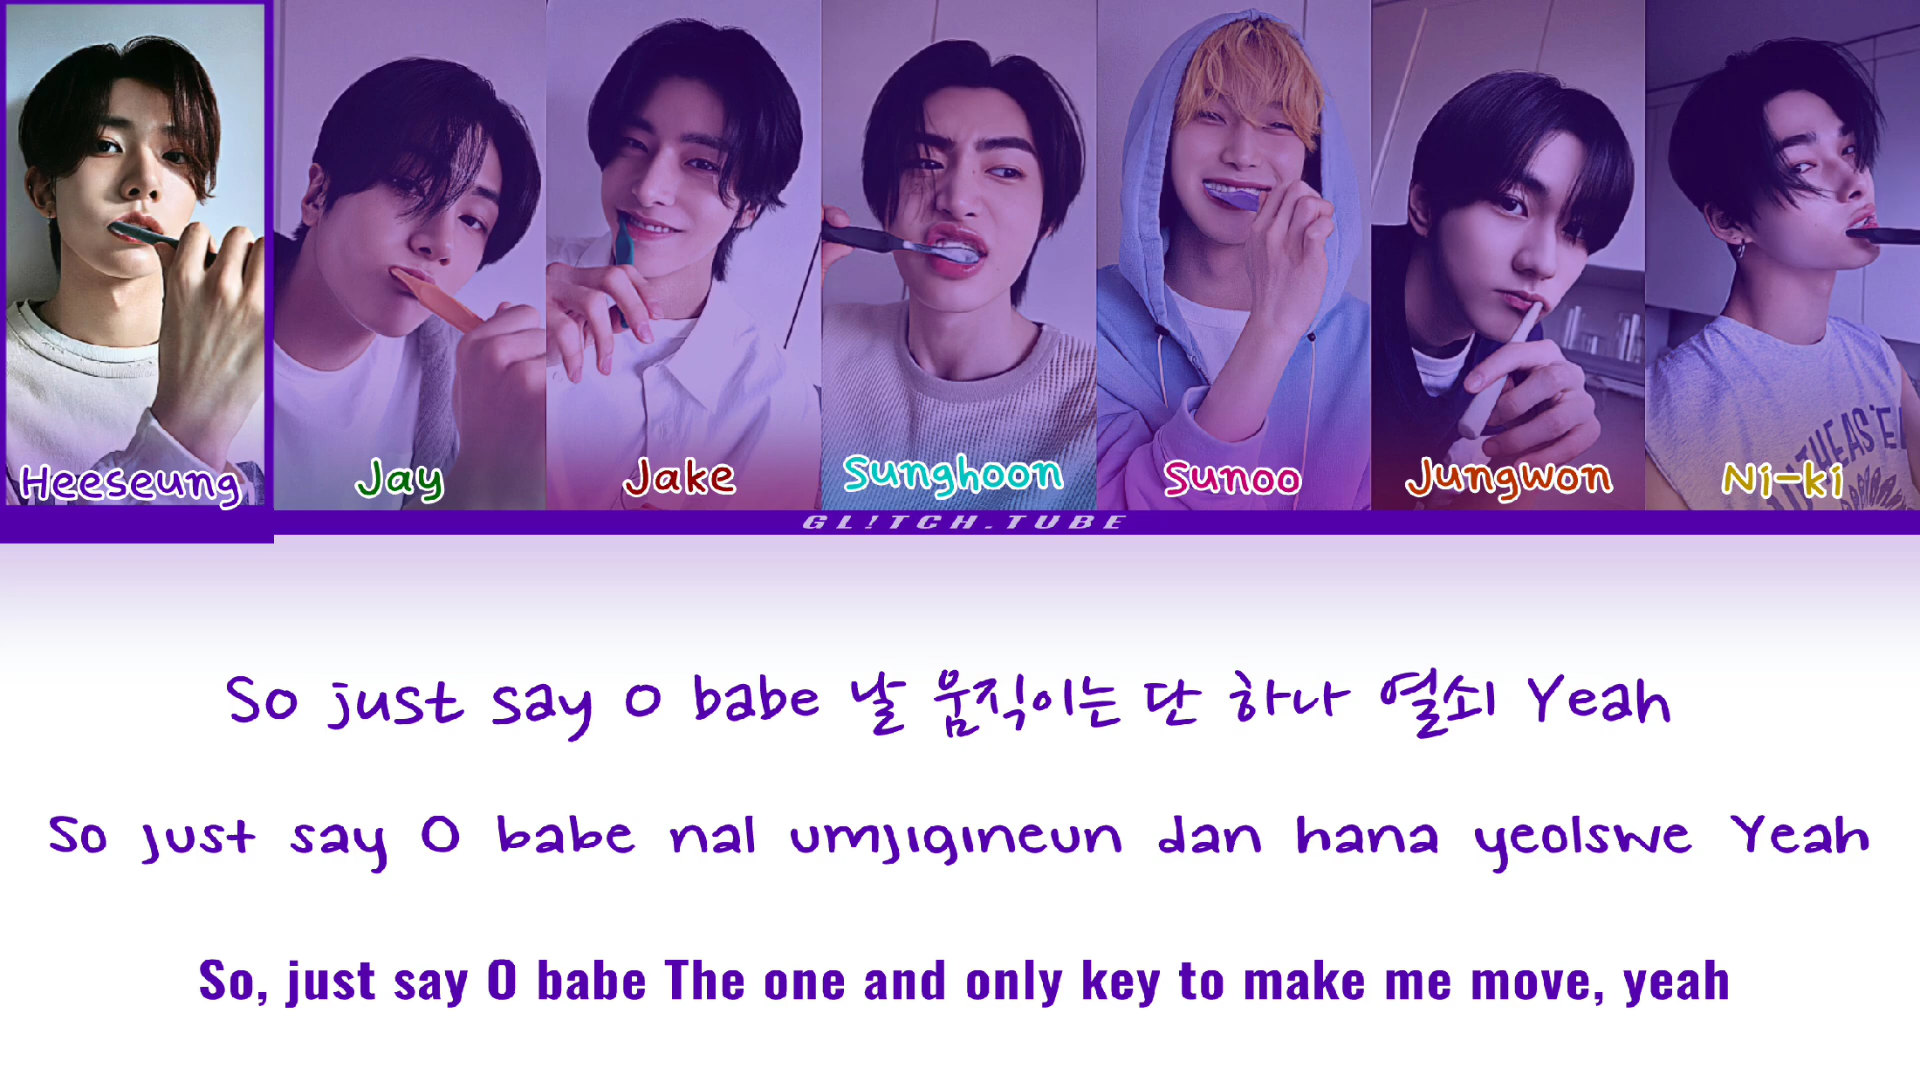 Heeseung Jay Jake Sunghoon Sunoo Jungwon Ni-ki
GL!TCH.TUBE
So just say O babe 날 움직이는 단 하나 열쇠 Yeah
So just say O babe nal umjigineun dan hana yeolswe Yeah
So, just say O babe The one and only key to make me move, yeah